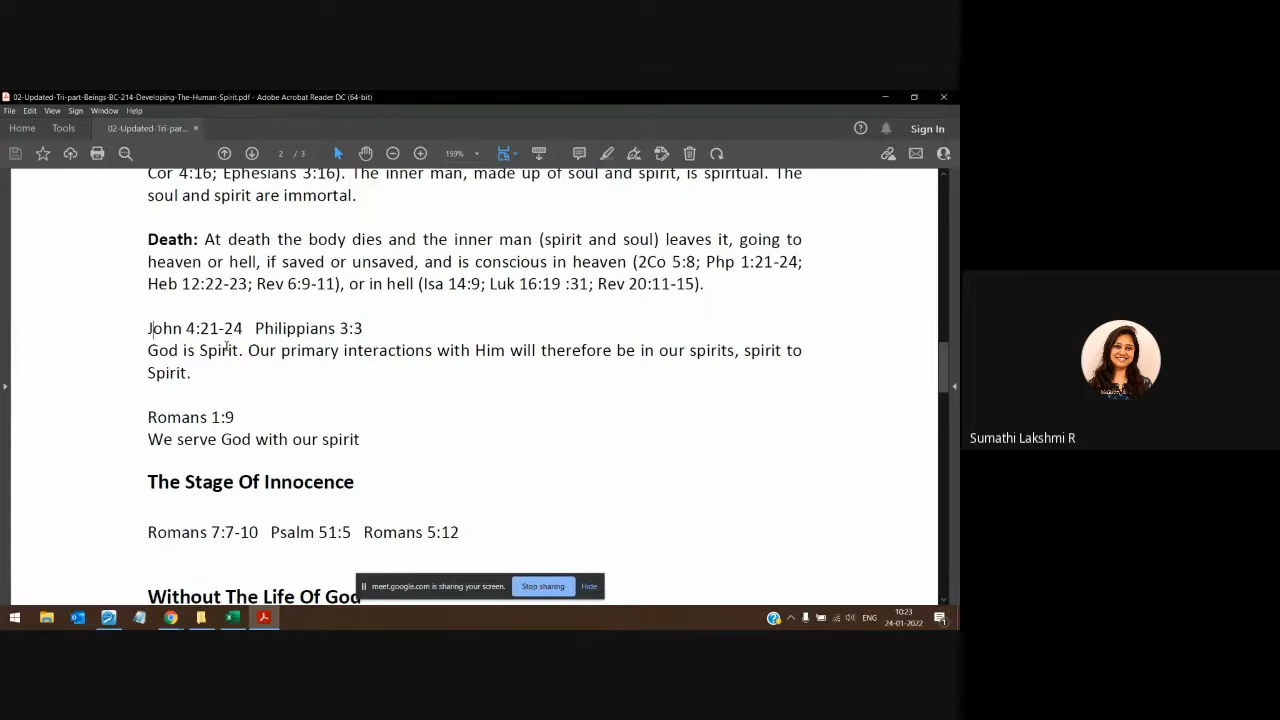 02-Updated-Tri-part-Beings-BC-214-Developing-The-Human-Spirit.pdf - Adobe Acrobat Reader DC (64-bit)
File Edit View Sign Window Help
Home Tools 02-Updated-Tri-par... × Sign In
2 / 3 159%
Cor 4:16; Ephesians 3:16). The inner man, made up of soul and spirit, is spiritual. The
soul and spirit are immortal.
Death: At death the body dies and the inner man (spirit and soul) leaves it, going to
heaven or hell, if saved or unsaved, and is conscious in heaven (2Co 5:8; Php 1:21-24;
Heb 12:22-23; Rev 6:9-11), or in hell (Isa 14:9; Luk 16:19 :31; Rev 20:11-15).
John 4:21-24 Philippians 3:3
God is Spirit. Our primary interactions with Him will therefore be in our spirits, spirit to
Spirit.
Romans 1:9
We serve God with our spirit
The Stage Of Innocence
Romans 7:7-10 Psalm 51:5 Romans 5:12
Without The Life Of God
meet.google.com is sharing your screen. Stop sharing Hide
ENG 10:23
24-01-2022
Sumathi Lakshmi R